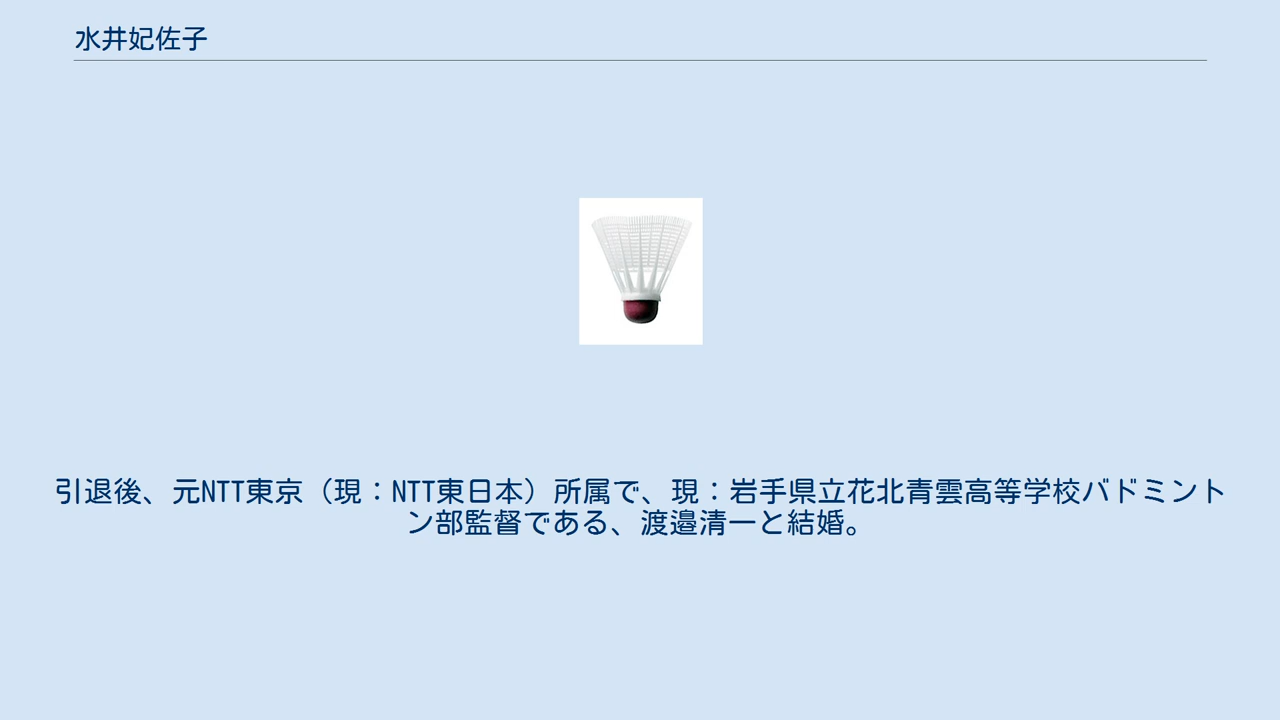 水井妃佐子
引退後、元NTT東京（現：NTT東日本）所属で、現：岩手県立花北青雲高等学校バドミント
ン部監督である、渡邉清一と結婚。